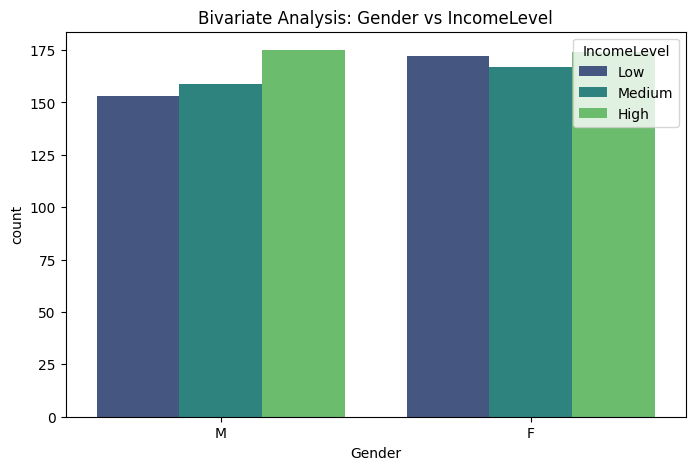 Bivariate Analysis: Gender vs IncomeLevel
IncomeLevel
Low
Medium
High
count
175
150
125
100
75
50
25
0
M
F
Gender